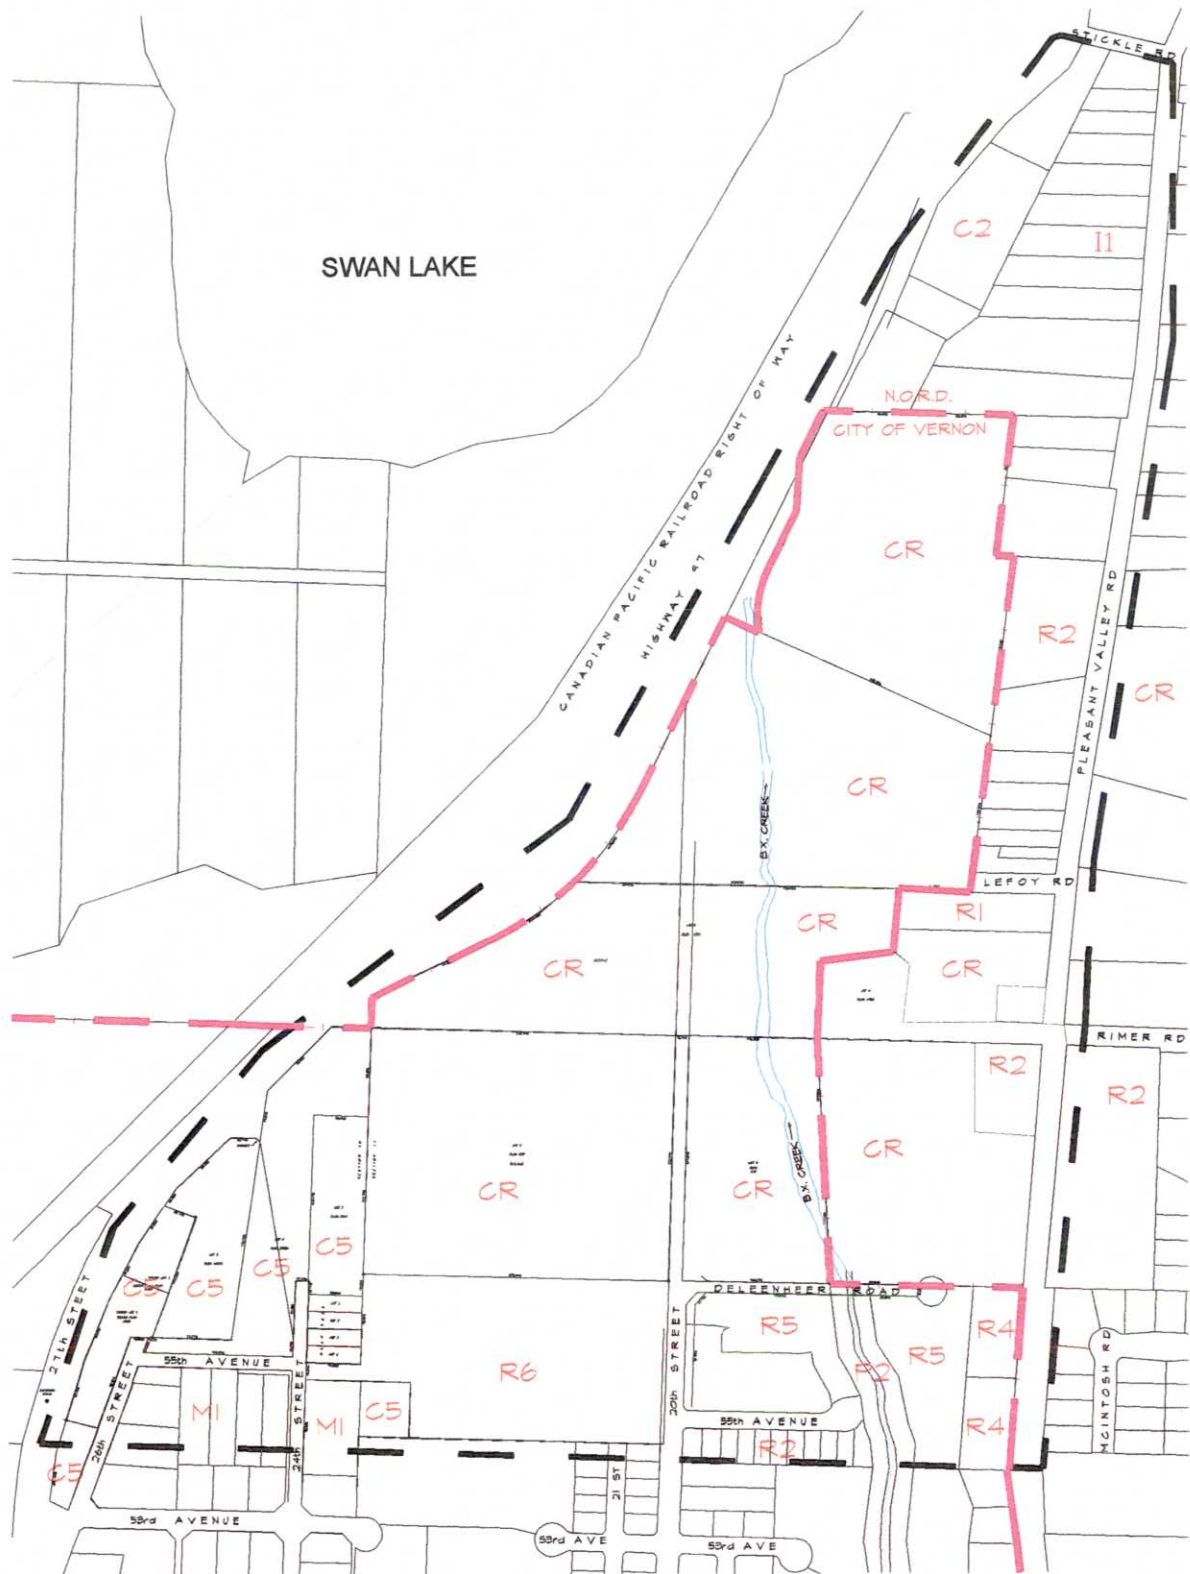 STICKLE RD
C2
I1
SWAN LAKE
CANADIAN PACIFIC RAILROAD RIGHT OF WAY
HIGHWAY 97
N.O.R.D.
CITY OF VERNON
CR
R2
PLEASANT VALLEY RD
CR
CR
B.X. CREEK
LEFOY RD
R1
CR
CR
CR
RIMER RD
R2
R2
CR
CR
CR
B.X. CREEK
C5
C5
C5
C5
27th STREET
DELEENHEER ROAD
R5
R4
R5
P2
20th STREET
R6
55th AVENUE
26th STREET
24th STREET
M1
M1
C5
55th AVENUE
R4
MCINTOSH RD
R2
C5
21 ST
53rd AVENUE
53rd AVE
53rd AVE